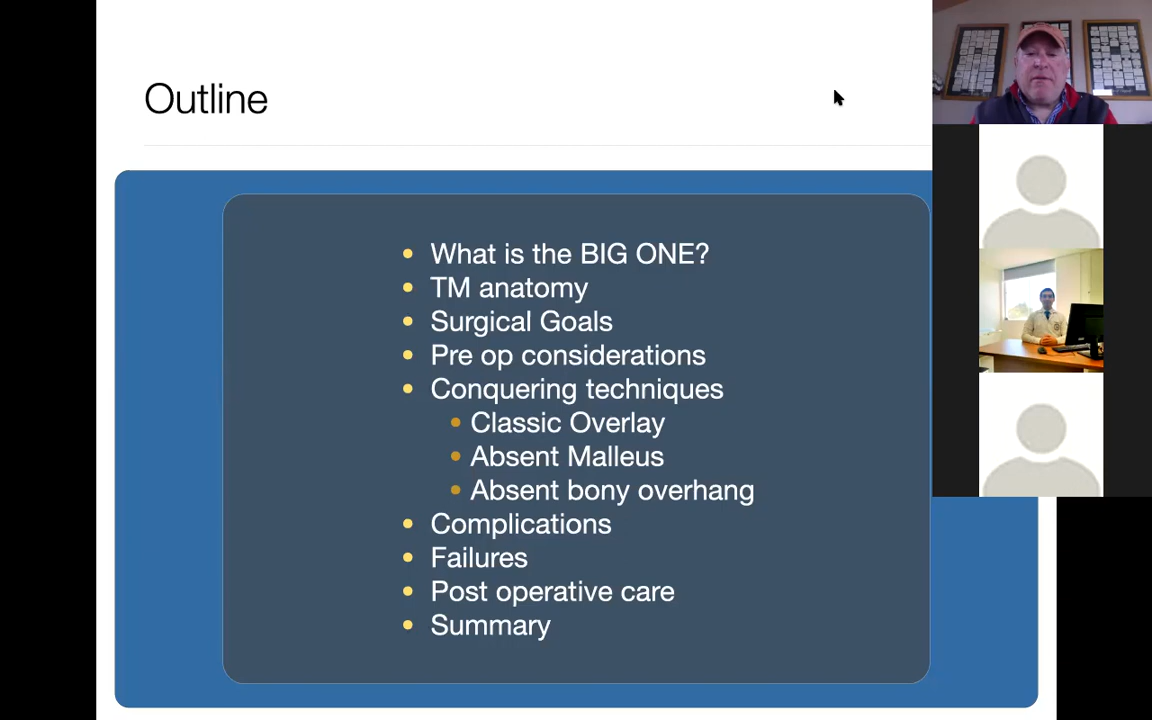 Outline
• What is the BIG ONE?
• TM anatomy
• Surgical Goals
• Pre op considerations
• Conquering techniques
• Classic Overlay
• Absent Malleus
• Absent bony overhang
• Complications
• Failures
• Post operative care
• Summary